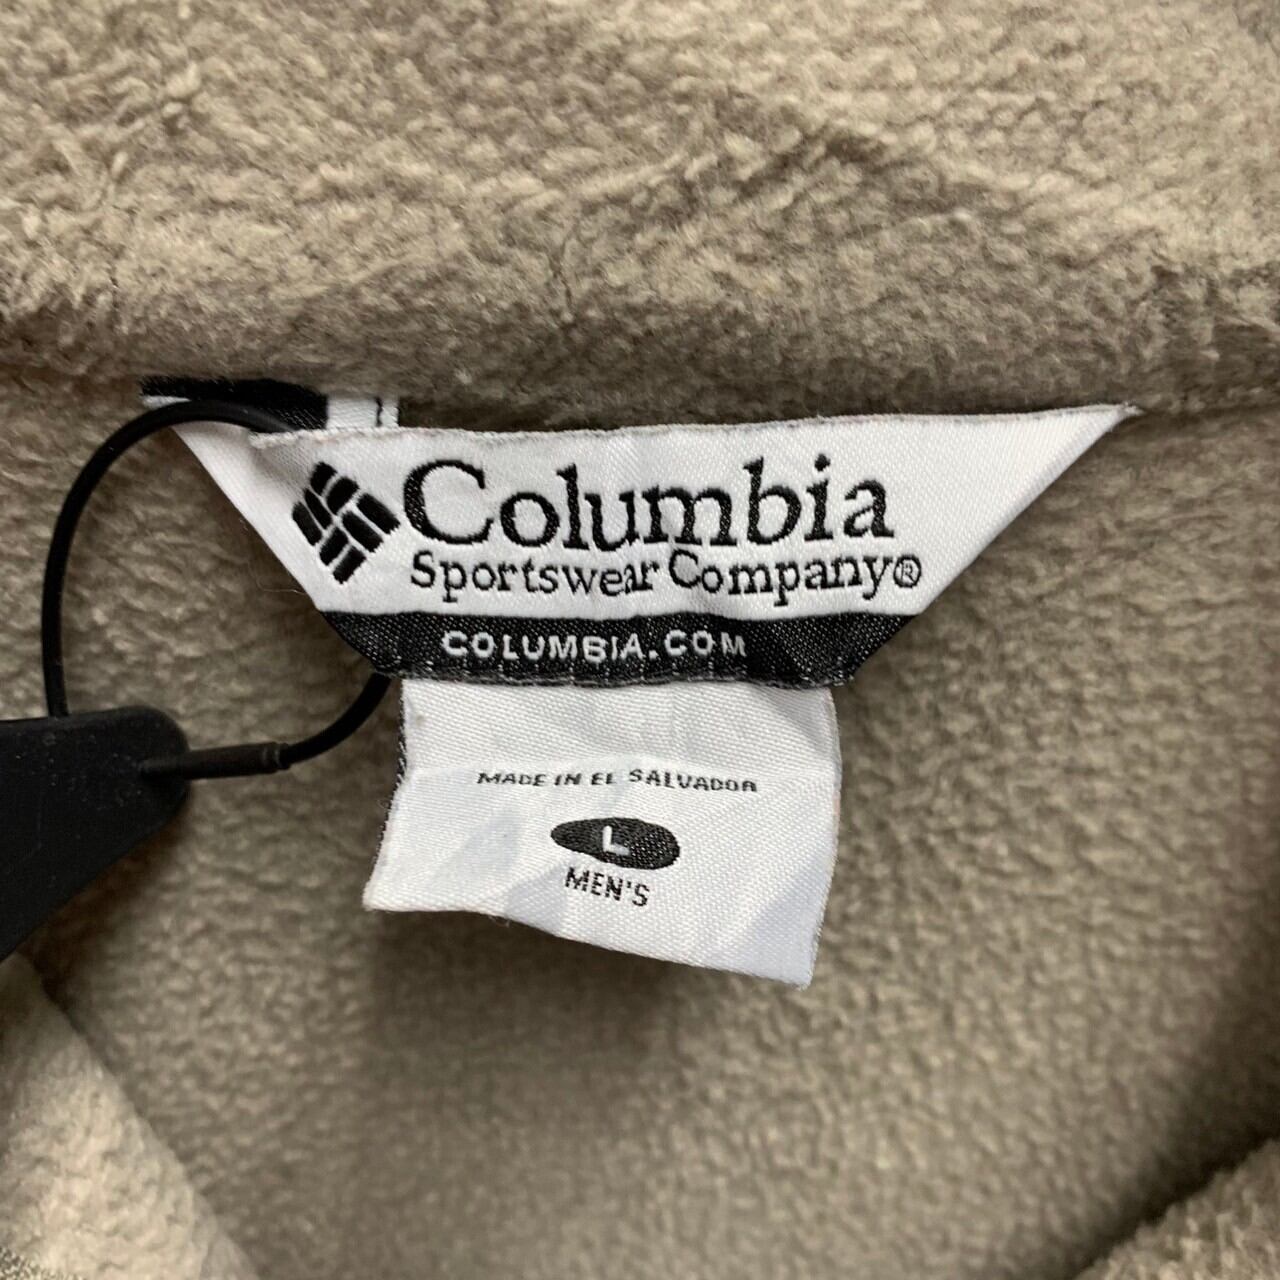 Columbia
Sportswear Company®
COLUMBIA.COM
MADE IN EL SALVADOR
L
MEN'S